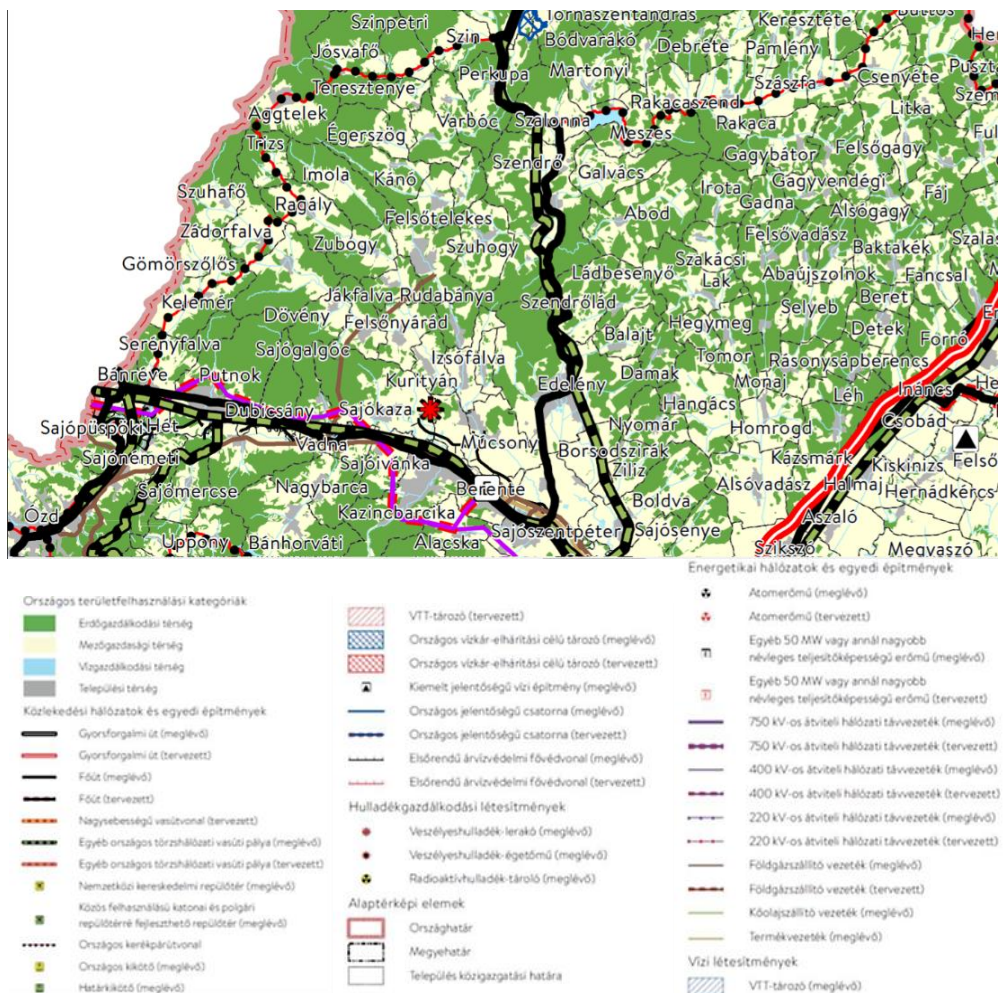 Tornaszentandras
Szinpetri
Keresztéte
Büttös
Szin
Bódvarákó
Jósvafő
Debréte
Pamlény
Perkupa
Martonyi
Szászfa
Csenyéte
Teresztenye
Rakacaszend
Aggtelek
Varbóc
Szalonna
Litka
Égerszög
Meszes
Rakaca
Trizs
Felsőgagy
Szendrő
Gagybátor
Imola
Kánó
Galvács
Gagyvendégi
Szuhafő
Irota
Fáj
Ragály
Felsőtelekes
Abod
Gadna
Alsógagy
Zádorfalva
Zubogy
Szuhogy
Felsővadász
Szakácsi
Baktakék
Gömörszőlős
Ládbesenyő
Lak
Abaújszolnok
Fancsal
Kelemér
Jákfalva
Rudabánya
Szendrőlád
Selyeb
Beret
Dövény
Felsőnyárád
Hegymeg
Serényfalva
Balajt
Detek
Forró
Sajógalgóc
Izsófalva
Tomor
Rásonysápberencs
Bánréve
Putnok
Kurityán
Damak
Monaj
Edelény
Léh
Ináncs
Dubicsány
Sajókaza
Hangács
Sajópüspöki
Hét
Nyomár
Homrogd
Csobád
Vadna
Múcsony
Borsodszirák
Sajónémeti
Sajóivánka
Ziliz
Kázsmárk
Kiskinizs
Felső
Nagybarca
Alsóvadász
Halmaj
Sajómercse
Berente
Boldva
Hernádkércs
Ózd
Kazincbarcika
Aszaló
Sajószentpéter
Sajósenye
Uppony
Bánhorváti
Alacska
Szikszó
Megyaszó
Országos területfelhasználási kategóriák
Erdőgazdálkodási térség
Mezőgazdasági térség
Vízgazdálkodási térség
Települési térség
Közlekedési hálózatok és egyedi építmények
Gyorsforgalmi út (meglévő)
Gyorsforgalmi út (tervezett)
Főút (meglévő)
Főút (tervezett)
Nagysebességű vasútvonal (tervezett)
Egyéb országos törzshálózati vasúti pálya (meglévő)
Egyéb országos törzshálózati vasúti pálya (tervezett)
Nemzetközi kereskedelmi repülőtér (meglévő)
Közös felhasználású katonai és polgári
repülőtérré fejleszthető repülőtér (meglévő)
Országos kerékpárútvonal
Országos kikötő (meglévő)
Határkikötő (meglévő)
VTT-tározó (tervezett)
Országos vízkár-elhárítási célú tározó (meglévő)
Országos vízkár-elhárítási célú tározó (tervezett)
Kiemelt jelentőségű vízi építmény (meglévő)
Országos jelentőségű csatorna (meglévő)
Országos jelentőségű csatorna (tervezett)
Elsőrendű árvízvédelmi fővédvonal (meglévő)
Elsőrendű árvízvédelmi fővédvonal (tervezett)
Hulladékgazdálkodási létesítmények
Veszélyeshulladék-lerakó (meglévő)
Veszélyeshulladék-égetőmű (meglévő)
Radioaktívhulladék-tároló (meglévő)
Alaptérképi elemek
Országhatár
Megyehatár
Település közigazgatási határa
Energetikai hálózatok és egyedi építmények
Atomerőmű (meglévő)
Atomerőmű (tervezett)
Egyéb 50 MW vagy annál nagyobb
névleges teljesítőképességű erőmű (meglévő)
Egyéb 50 MW vagy annál nagyobb
névleges teljesítőképességű erőmű (tervezett)
750 kV-os átviteli hálózati távvezeték (meglévő)
750 kV-os átviteli hálózati távvezeték (tervezett)
400 kV-os átviteli hálózati távvezeték (meglévő)
400 kV-os átviteli hálózati távvezeték (tervezett)
220 kV-os átviteli hálózati távvezeték (meglévő)
220 kV-os átviteli hálózati távvezeték (tervezett)
Földgázszállító vezeték (meglévő)
Földgázszállító vezeték (tervezett)
Kőolajszállító vezeték (meglévő)
Termékvezeték (meglévő)
Vízi létesítmények
VTT-tározó (meglévő)